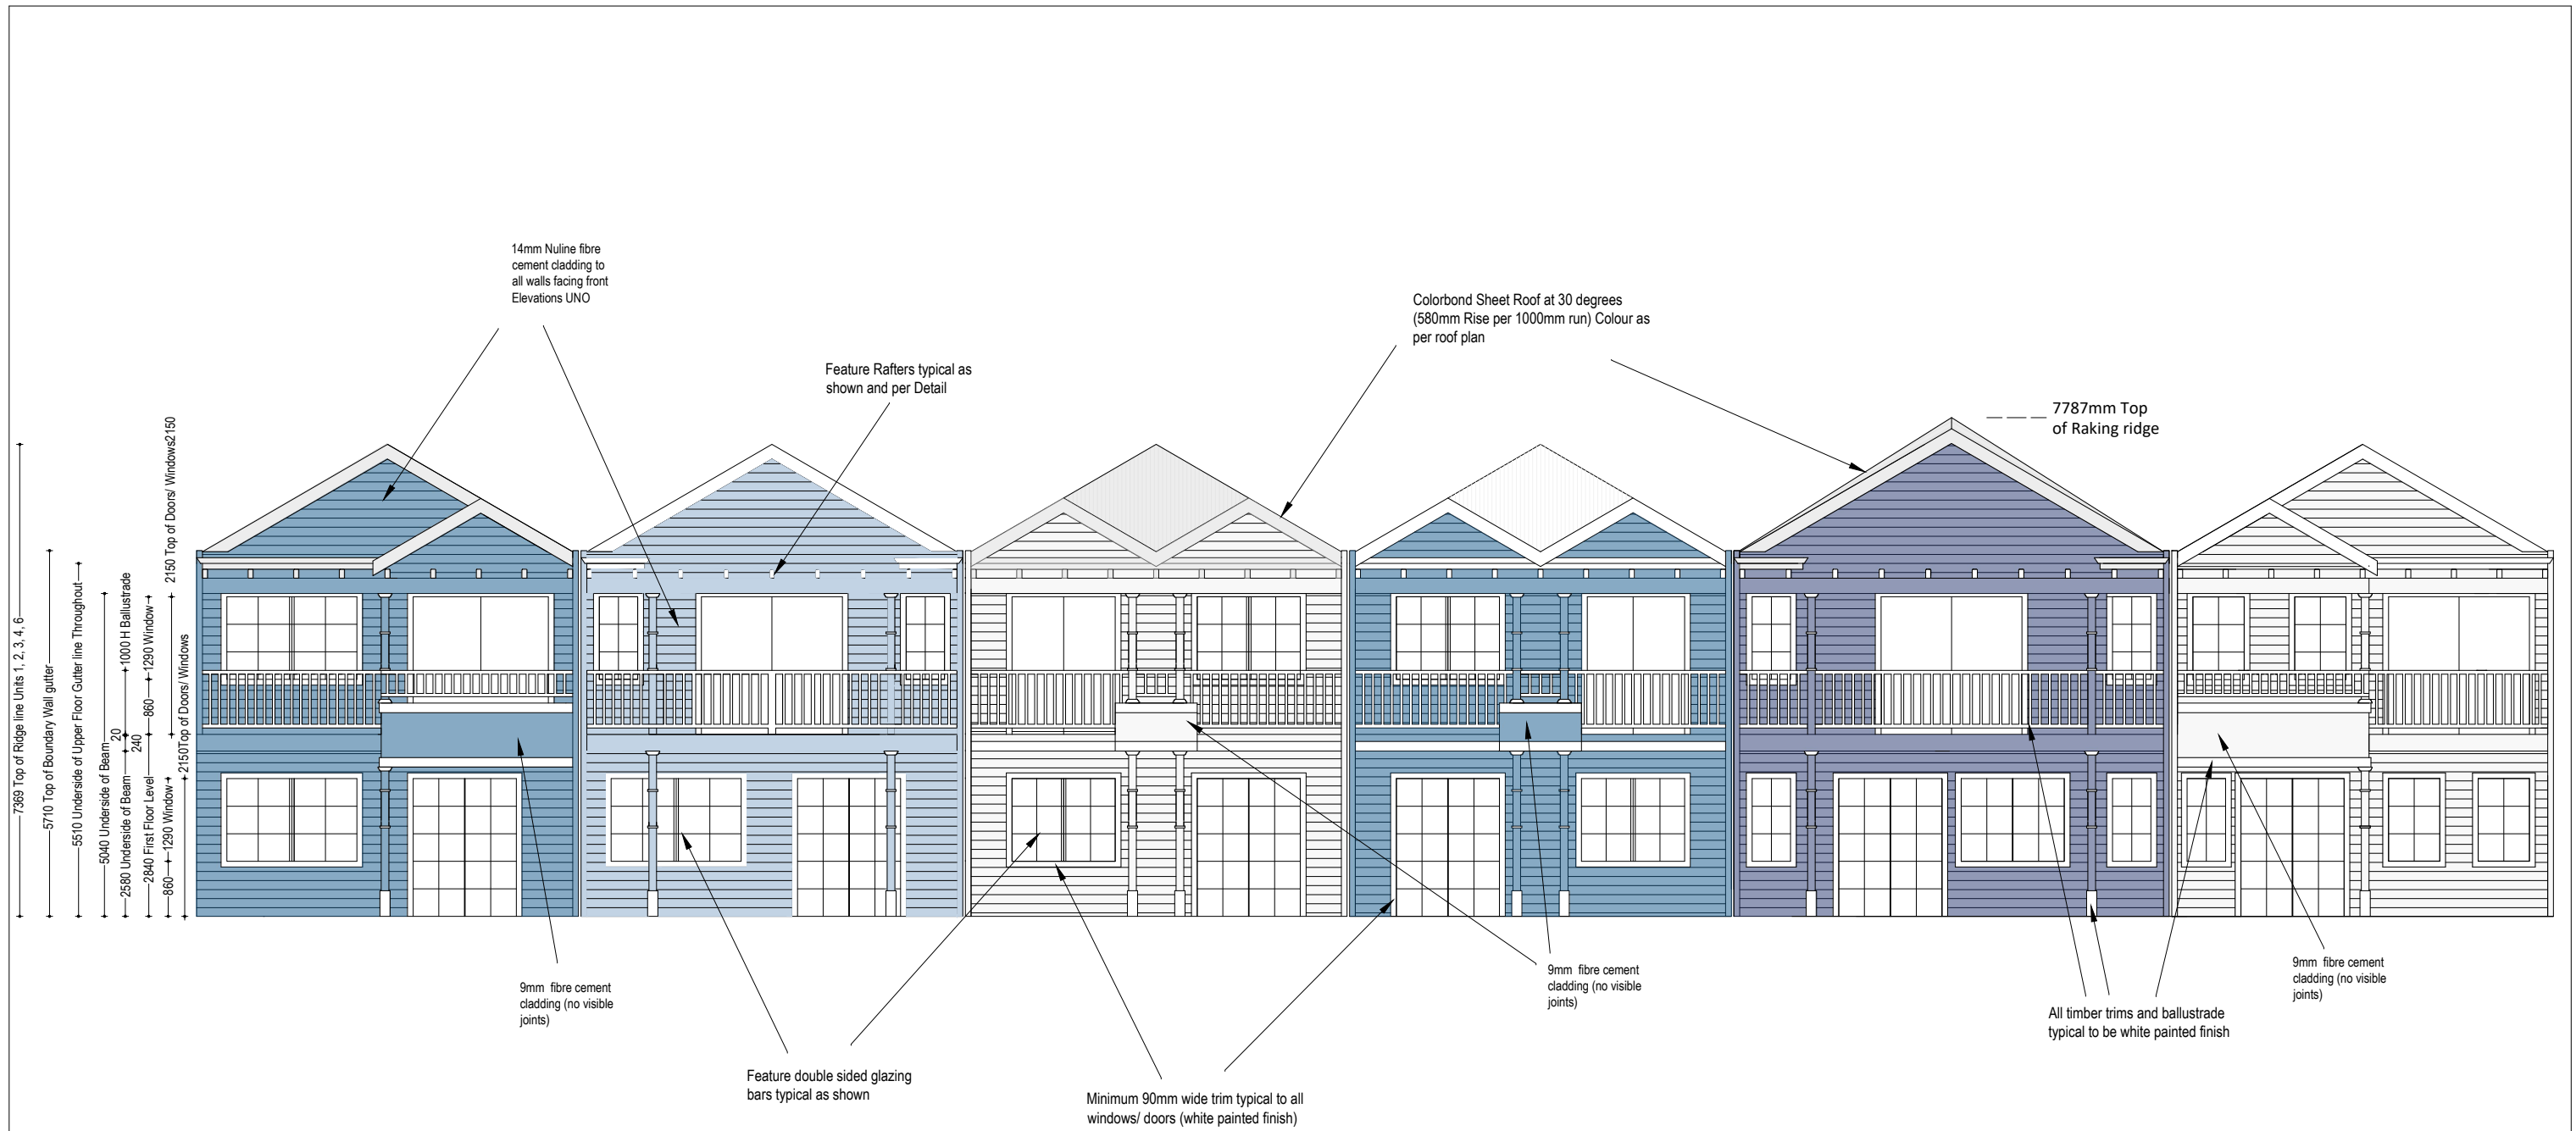 14mm Nuline fibre
cement cladding to
all walls facing front
Elevations UNO
Colorbond Sheet Roof at 30 degrees
(580mm Rise per 1000mm run) Colour as
per roof plan
Feature Rafters typical as
shown and per Detail
7787mm Top
of Raking ridge
7369 Top of Ridge line Units 1, 2, 3, 4, 6
5710 Top of Boundary Wall gutter
5510 Underside of Upper Floor Gutter line Throughout
5040 Underside of Beam
2580 Underside of Beam
20
1000 H Ballustrade
240
2840 First Floor Level
860
1290 Window
860
1290 Window
2150 Top of Doors/ Windows2150
2150Top of Doors/ Windows
9mm fibre cement
cladding (no visible
joints)
9mm fibre cement
cladding (no visible
joints)
9mm fibre cement
cladding (no visible
joints)
All timber trims and ballustrade
typical to be white painted finish
Feature double sided glazing
bars typical as shown
Minimum 90mm wide trim typical to all
windows/ doors (white painted finish)